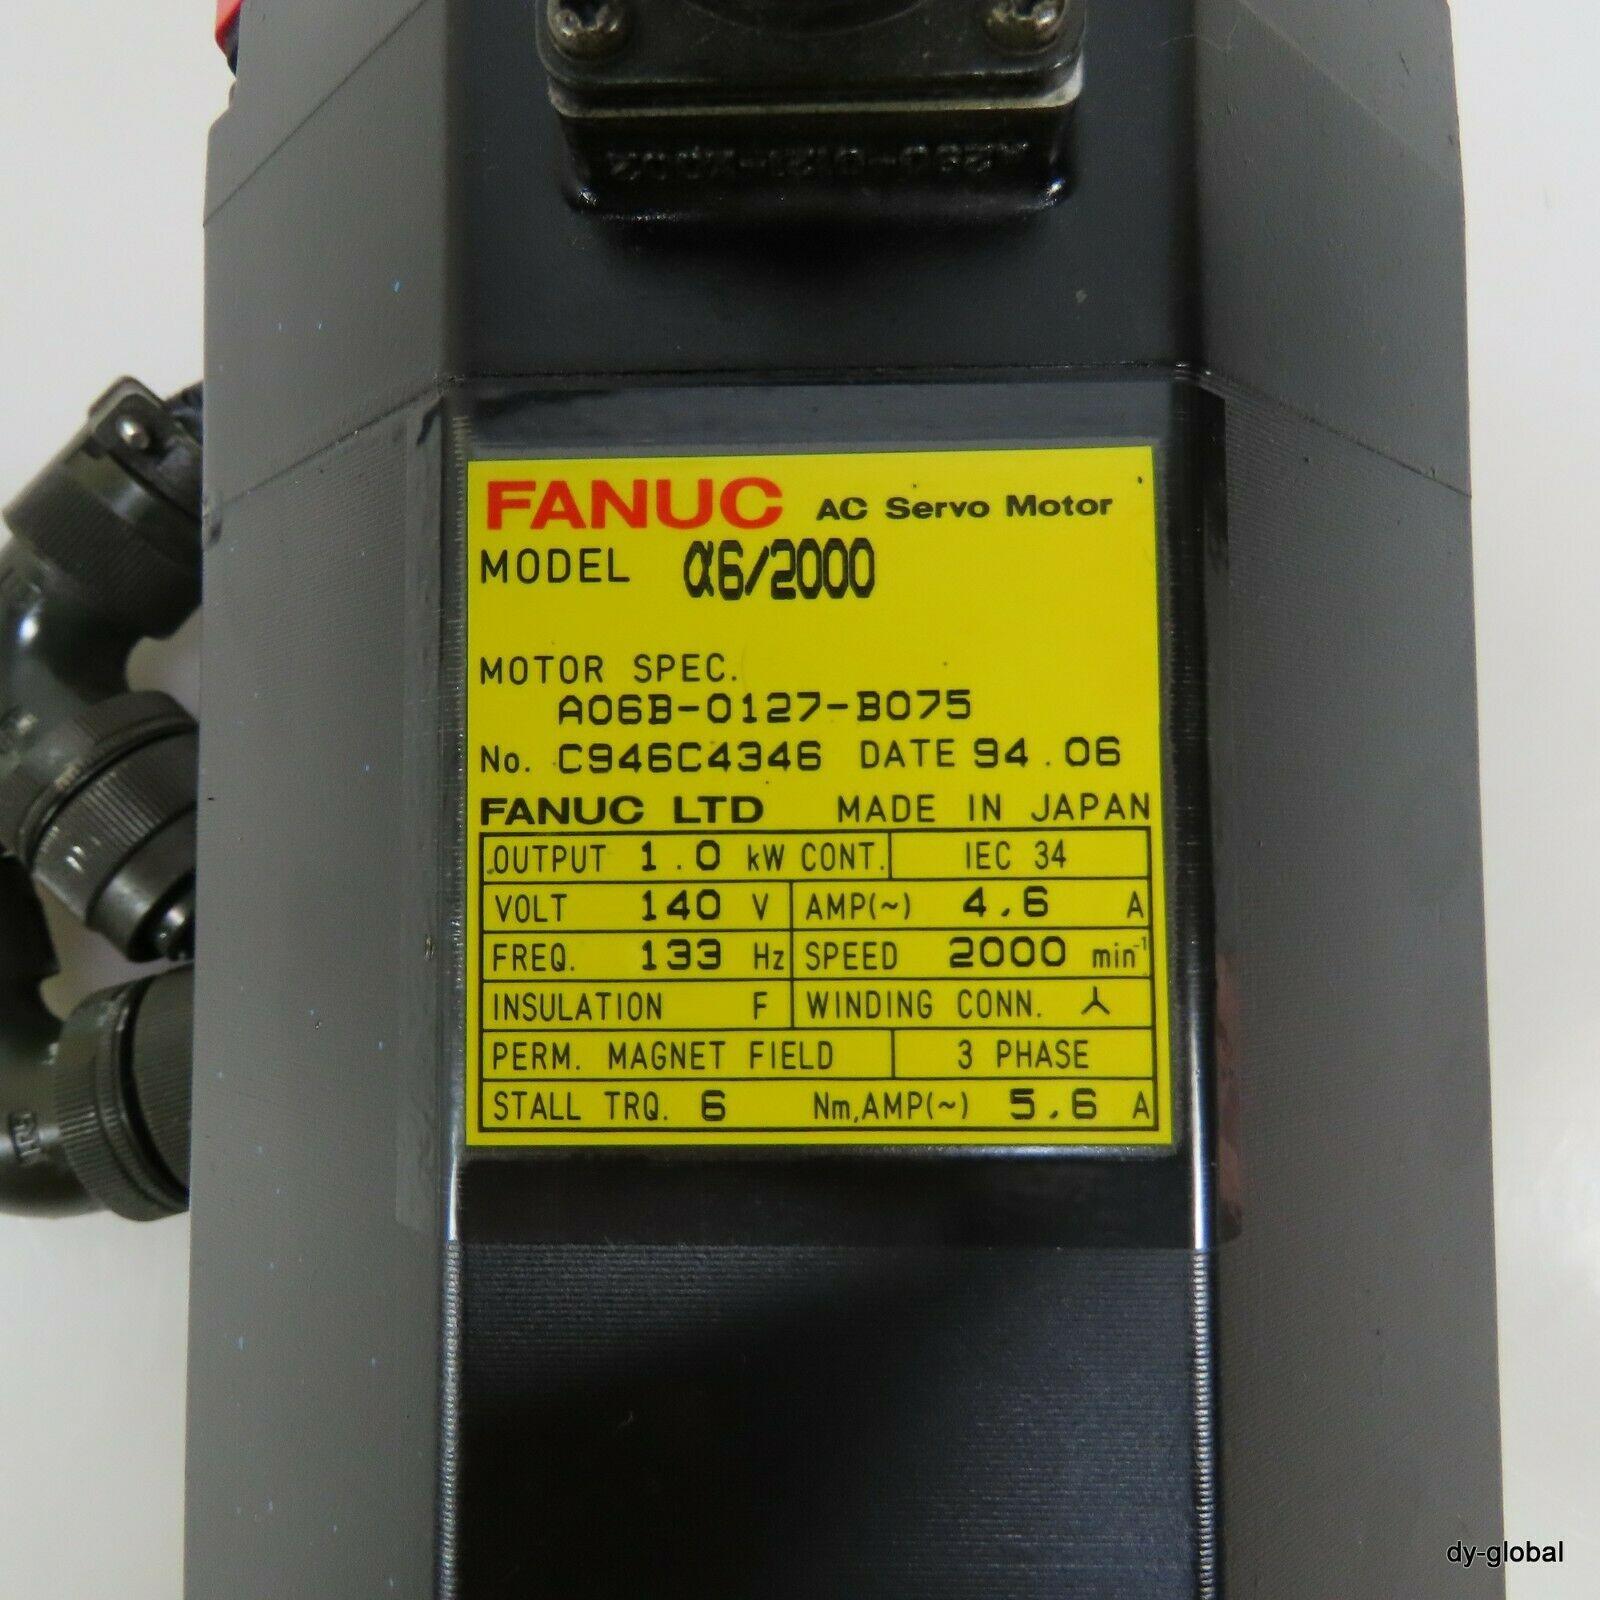 A290-0121-X002
FANUC AC Servo Motor
MODEL α6/2000
MOTOR SPEC.
A06B-0127-B075
No. C946C4346 DATE 94.06
FANUC LTD MADE IN JAPAN
OUTPUT 1.0 kW CONT. IEC 34
VOLT 140 V AMP(~) 4.6 A
FREQ. 133 Hz SPEED 2000 min⁻¹
INSULATION F WINDING CONN.
PERM. MAGNET FIELD 3 PHASE
STALL TRQ. 6 Nm, AMP(~) 5.6 A
dy-global